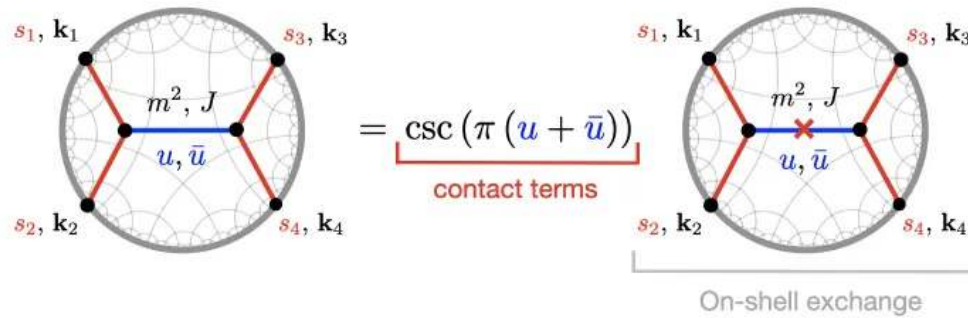 s₁, k₁ s₃, k₃ s₁, k₁ s₃, k₃
m², J m², J
= csc (π (u + ū))
u, ū u, ū
contact terms
s₂, k₂ s₄, k₄ s₂, k₂ s₄, k₄
On-shell exchange